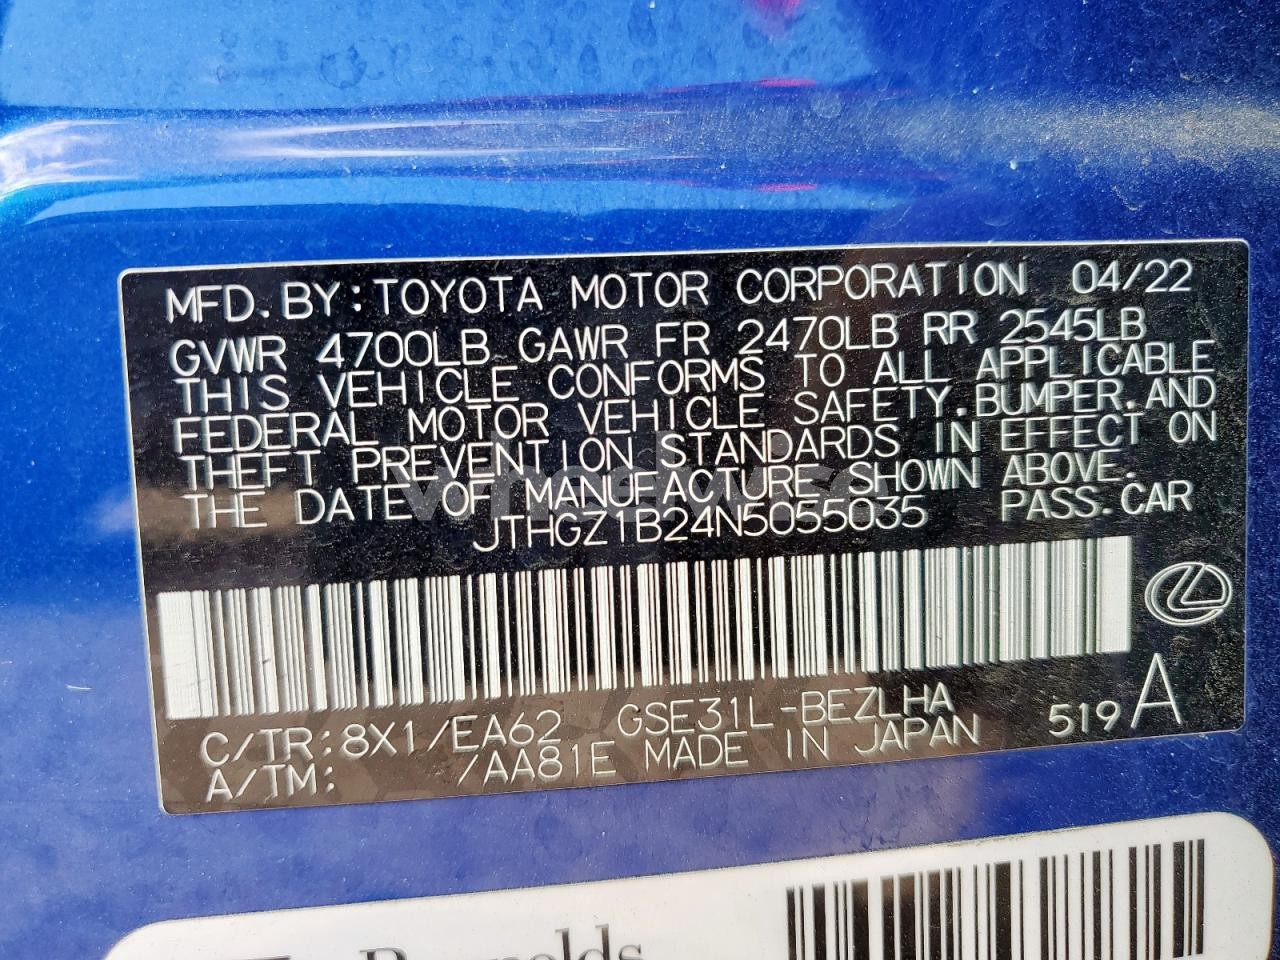 MFD. BY: TOYOTA MOTOR CORPORATION 04/22
GVWR 4700LB GAWR FR 2470LB RR 2545LB
THIS VEHICLE CONFORMS TO ALL APPLICABLE
FEDERAL MOTOR VEHICLE SAFETY. BUMPER. AND
THEFT PREVENTION STANDARDS IN EFFECT ON
THE DATE OF MANUFACTURE SHOWN ABOVE.
JTHGZ1B24N5055035 PASS. CAR
C/TR: 8X1/EA62 GSE31L-BEZLHA 519 A
A/TM: /AA81E MADE IN JAPAN